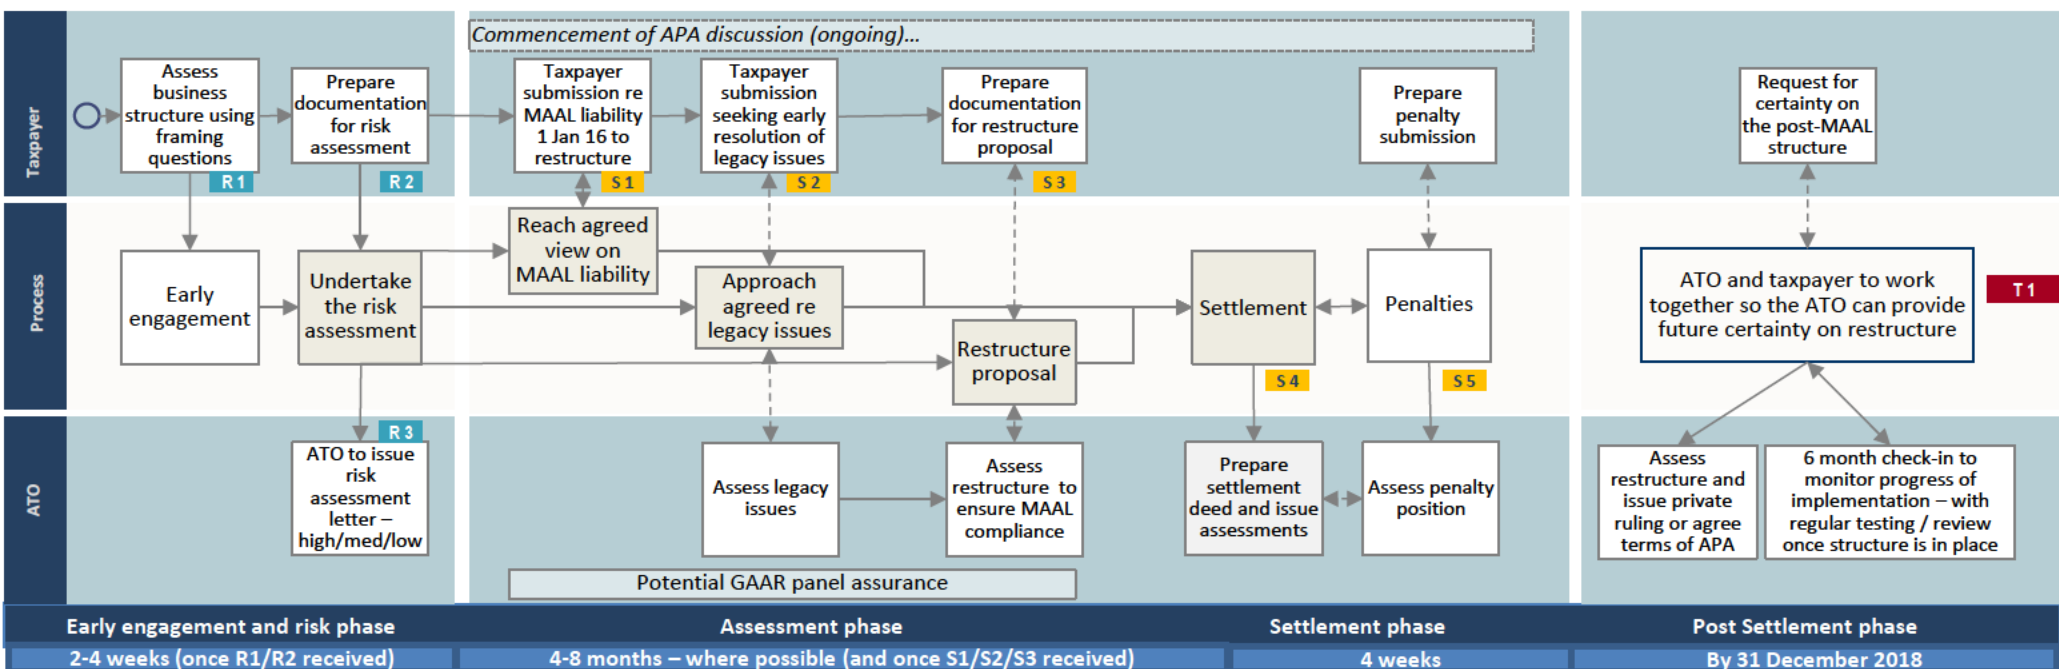 Taxpayer
Commencement of APA discussion (ongoing)...
Assess
business
structure using
framing
questions
R 1
Prepare
documentation
for risk
assessment
R 2
Taxpayer
submission re
MAAL liability
1 Jan 16 to
restructure
S 1
Taxpayer
submission
seeking early
resolution of
legacy issues
S 2
Prepare
documentation
for restructure
proposal
S 3
Prepare
penalty
submission
Request for
certainty on
the post-MAAL
structure
Process
Early
engagement
Undertake
the risk
assessment
Reach agreed
view on
MAAL liability
Approach
agreed re
legacy issues
Restructure
proposal
Settlement
S 4
Penalties
S 5
ATO and taxpayer to work
together so the ATO can provide
future certainty on restructure
T 1
ATO
R 3
ATO to issue
risk
assessment
letter –
high/med/low
Assess legacy
issues
Assess
restructure to
ensure MAAL
compliance
Prepare
settlement
deed and issue
assessments
Assess penalty
position
Assess
restructure and
issue private
ruling or agree
terms of APA
6 month check-in to
monitor progress of
implementation – with
regular testing / review
once structure is in place
Potential GAAR panel assurance
Early engagement and risk phase
Assessment phase
Settlement phase
Post Settlement phase
2-4 weeks (once R1/R2 received)
4-8 months – where possible (and once S1/S2/S3 received)
4 weeks
By 31 December 2018